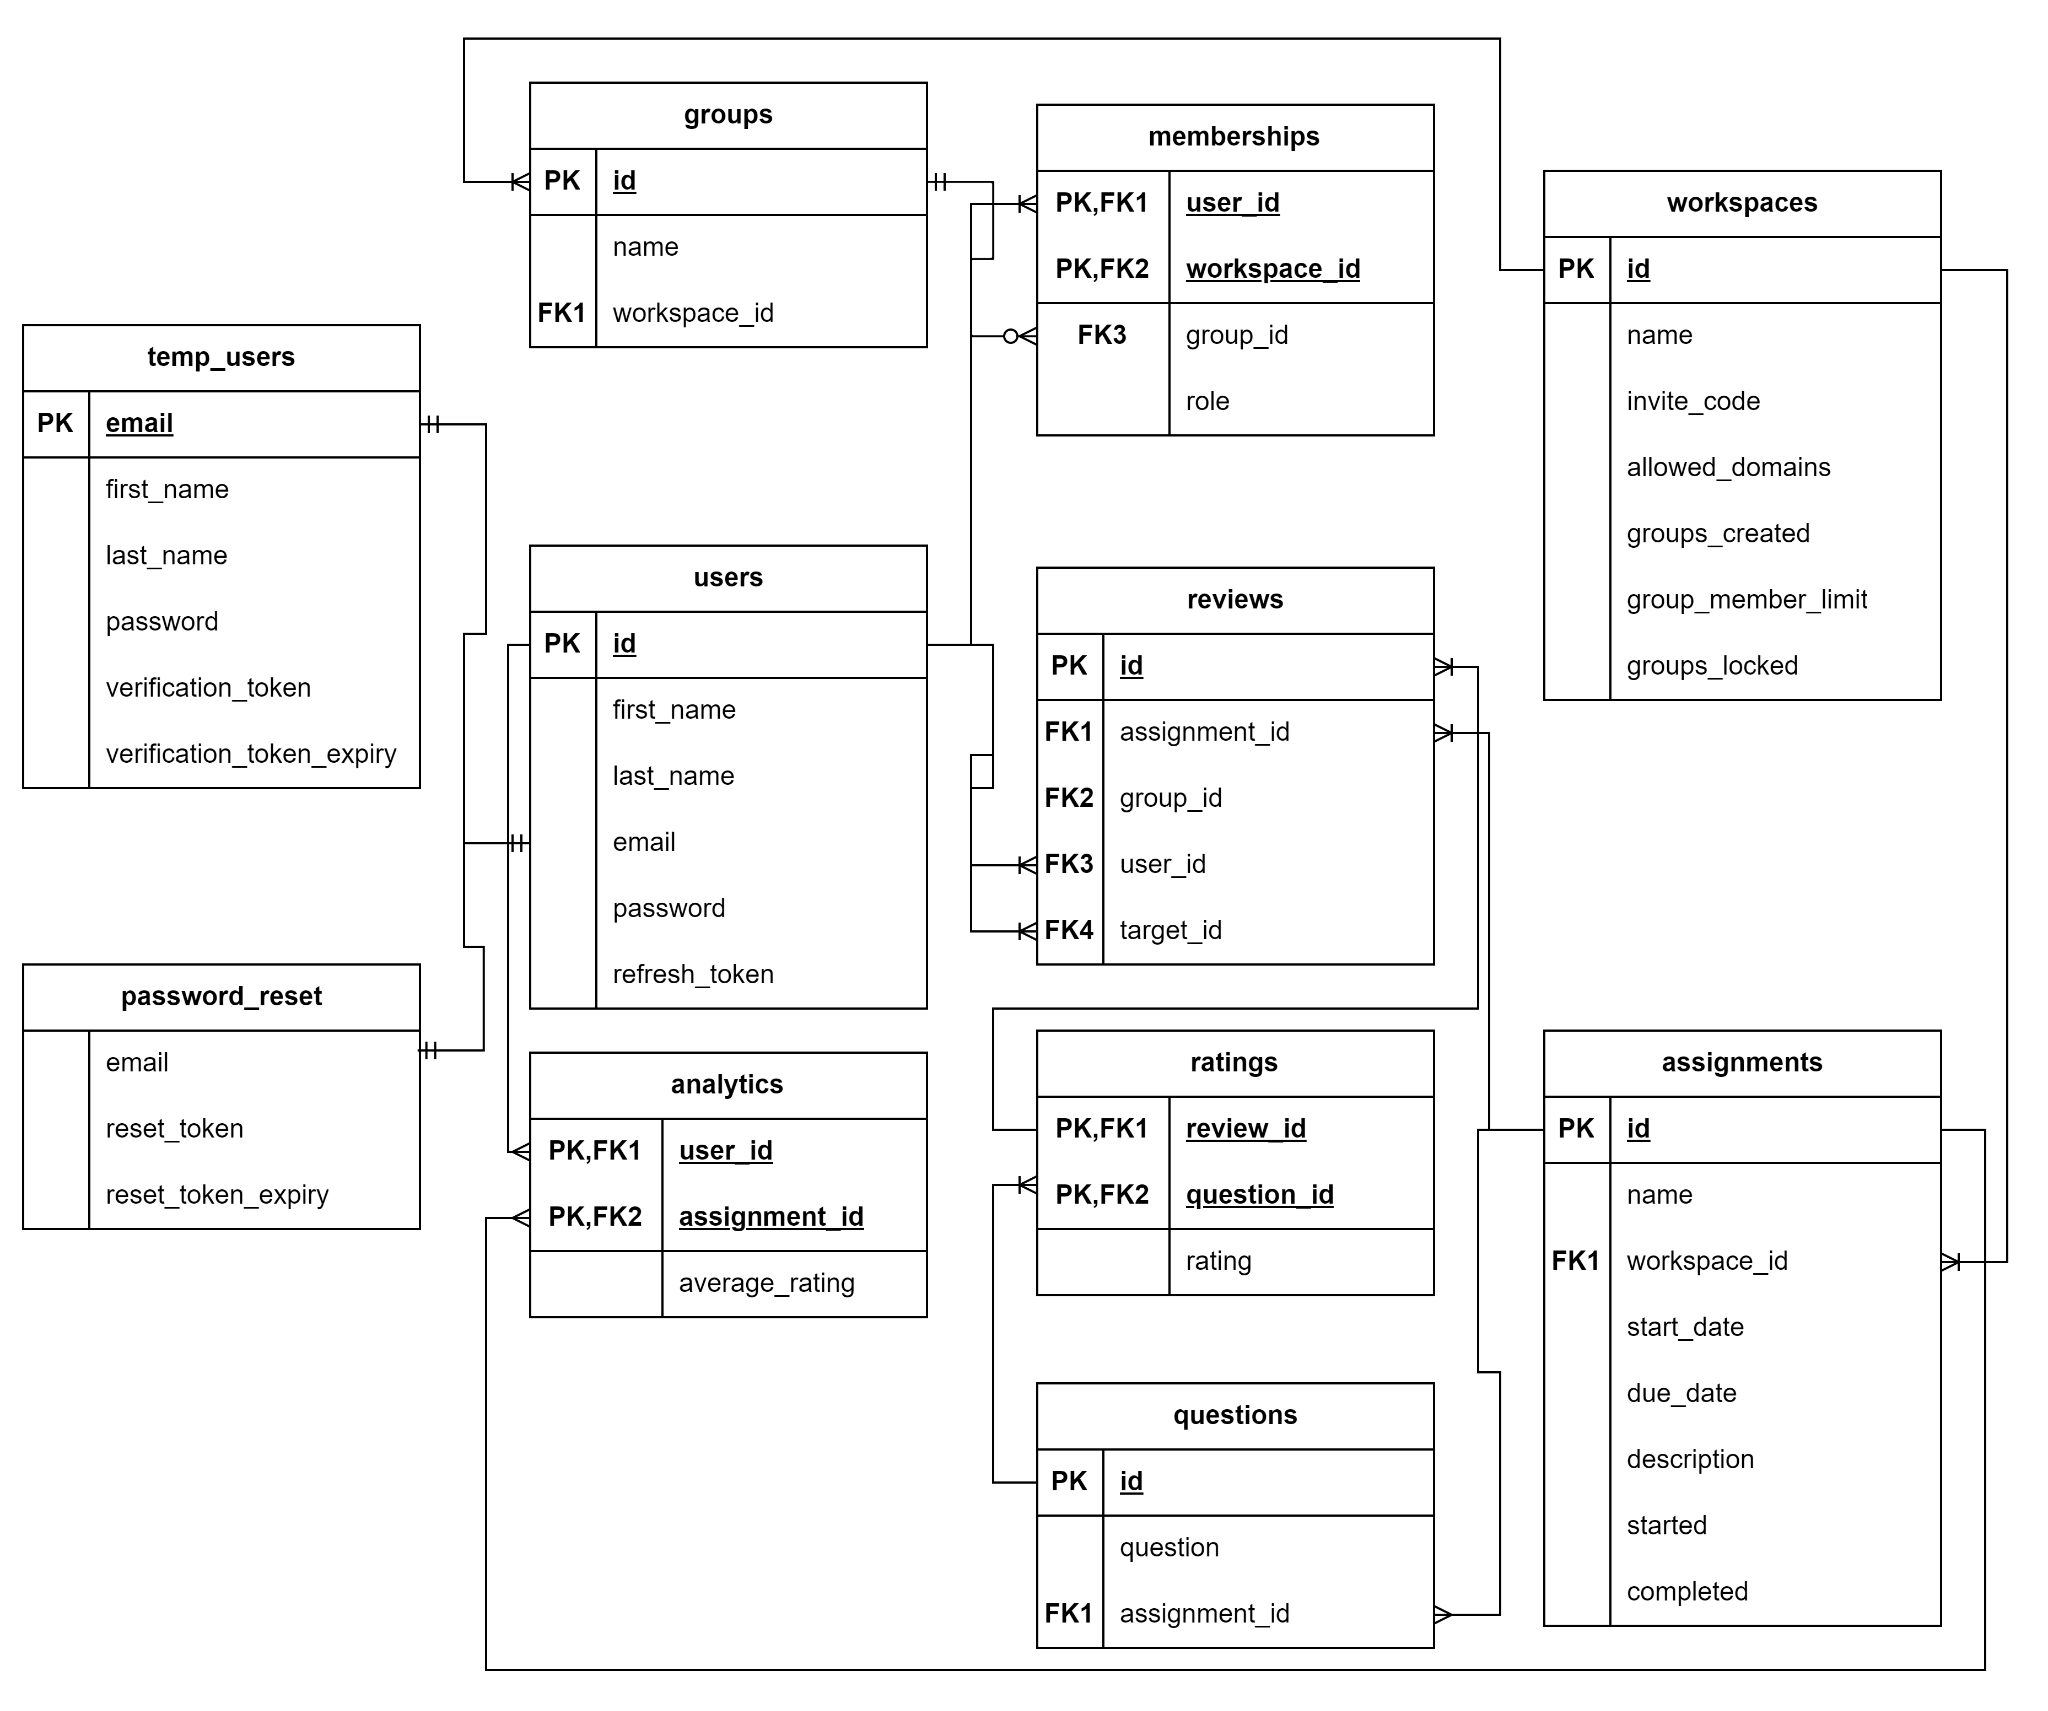 groups
PK id
name
FK1 workspace_id
memberships
PK,FK1 user_id
PK,FK2 workspace_id
FK3 group_id
role
workspaces
PK id
name
invite_code
allowed_domains
groups_created
group_member_limit
groups_locked
temp_users
PK email
first_name
last_name
password
verification_token
verification_token_expiry
users
PK id
first_name
last_name
email
password
refresh_token
reviews
PK id
FK1 assignment_id
FK2 group_id
FK3 user_id
FK4 target_id
password_reset
email
reset_token
reset_token_expiry
analytics
PK,FK1 user_id
PK,FK2 assignment_id
average_rating
ratings
PK,FK1 review_id
PK,FK2 question_id
rating
assignments
PK id
name
FK1 workspace_id
start_date
due_date
description
started
completed
questions
PK id
question
FK1 assignment_id